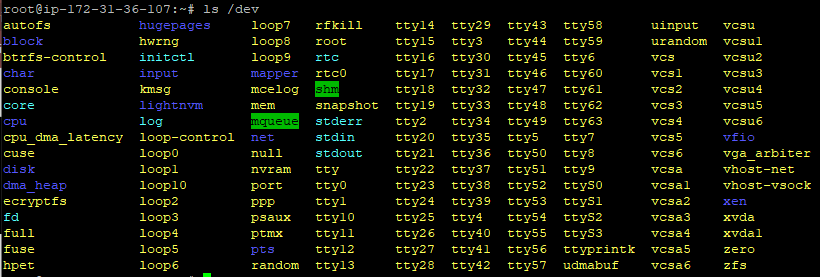 root@ip-172-31-36-107:~# ls /dev
autofs hugepages loop7 rfkill tty14 tty29 tty43 tty58 uinput vcsu
block hwrng loop8 root tty15 tty3 tty44 tty59 urandom vcsu1
btrfs-control initctl loop9 rtc tty16 tty30 tty45 tty6 vcs vcsu2
char input mapper rtc0 tty17 tty31 tty46 tty60 vcs1 vcsu3
console kmsg mcelog shm tty18 tty32 tty47 tty61 vcs2 vcsu4
core lightnvm mem snapshot tty19 tty33 tty48 tty62 vcs3 vcsu5
cpu log mqueue stderr tty2 tty34 tty49 tty63 vcs4 vcsu6
cpu_dma_latency loop-control net stdin tty20 tty35 tty5 tty7 vcs5 vfio
cuse loop0 null stdout tty21 tty36 tty50 tty8 vcs6 vga_arbiter
disk loop1 nvram tty tty22 tty37 tty51 tty9 vcsa vhost-net
dma_heap loop10 port tty0 tty23 tty38 tty52 ttyS0 vcsa1 vhost-vsock
ecryptfs loop2 ppp tty1 tty24 tty39 tty53 ttyS1 vcsa2 xen
fd loop3 psaux tty10 tty25 tty4 tty54 ttyS2 vcsa3 xvda
full loop4 ptmx tty11 tty26 tty40 tty55 ttyS3 vcsa4 xvda1
fuse loop5 pts tty12 tty27 tty41 tty56 ttyprintk vcsa5 zero
hpet loop6 random tty13 tty28 tty42 tty57 udmabuf vcsa6 zfs